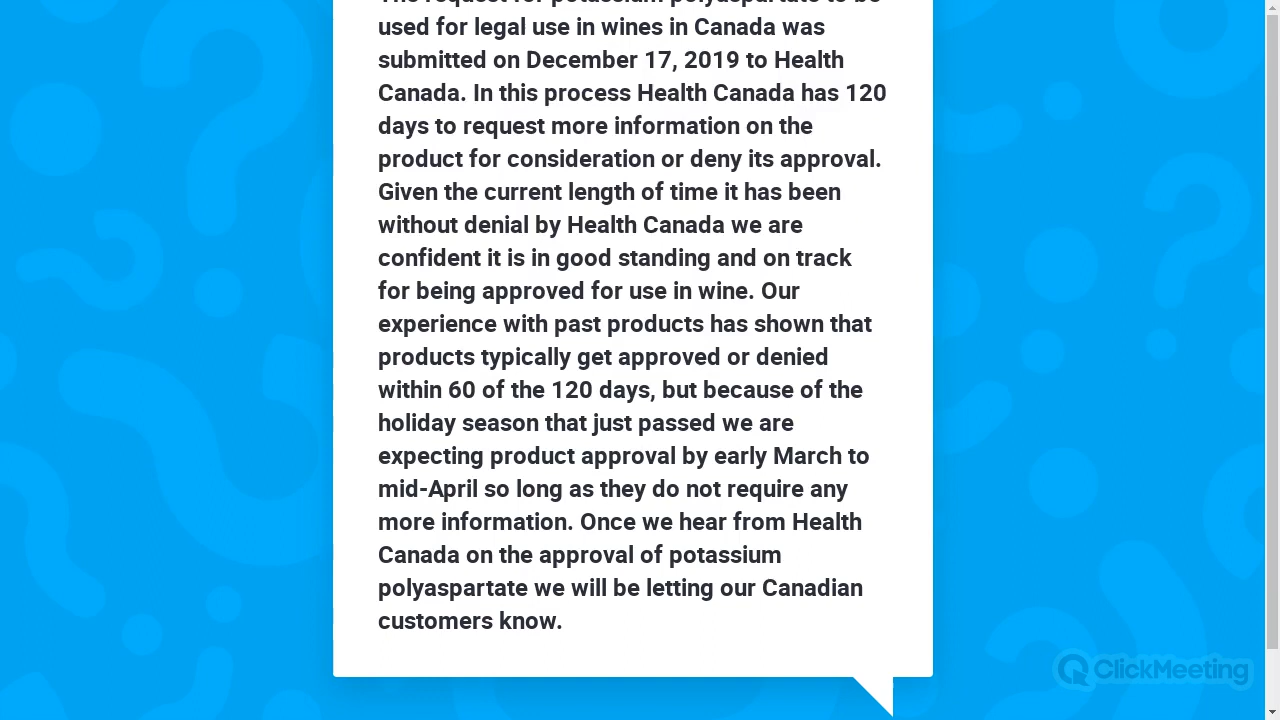 The request for potassium polyaspartate to be
used for legal use in wines in Canada was
submitted on December 17, 2019 to Health
Canada. In this process Health Canada has 120
days to request more information on the
product for consideration or deny its approval.
Given the current length of time it has been
without denial by Health Canada we are
confident it is in good standing and on track
for being approved for use in wine. Our
experience with past products has shown that
products typically get approved or denied
within 60 of the 120 days, but because of the
holiday season that just passed we are
expecting product approval by early March to
mid-April so long as they do not require any
more information. Once we hear from Health
Canada on the approval of potassium
polyaspartate we will be letting our Canadian
customers know.
ClickMeeting